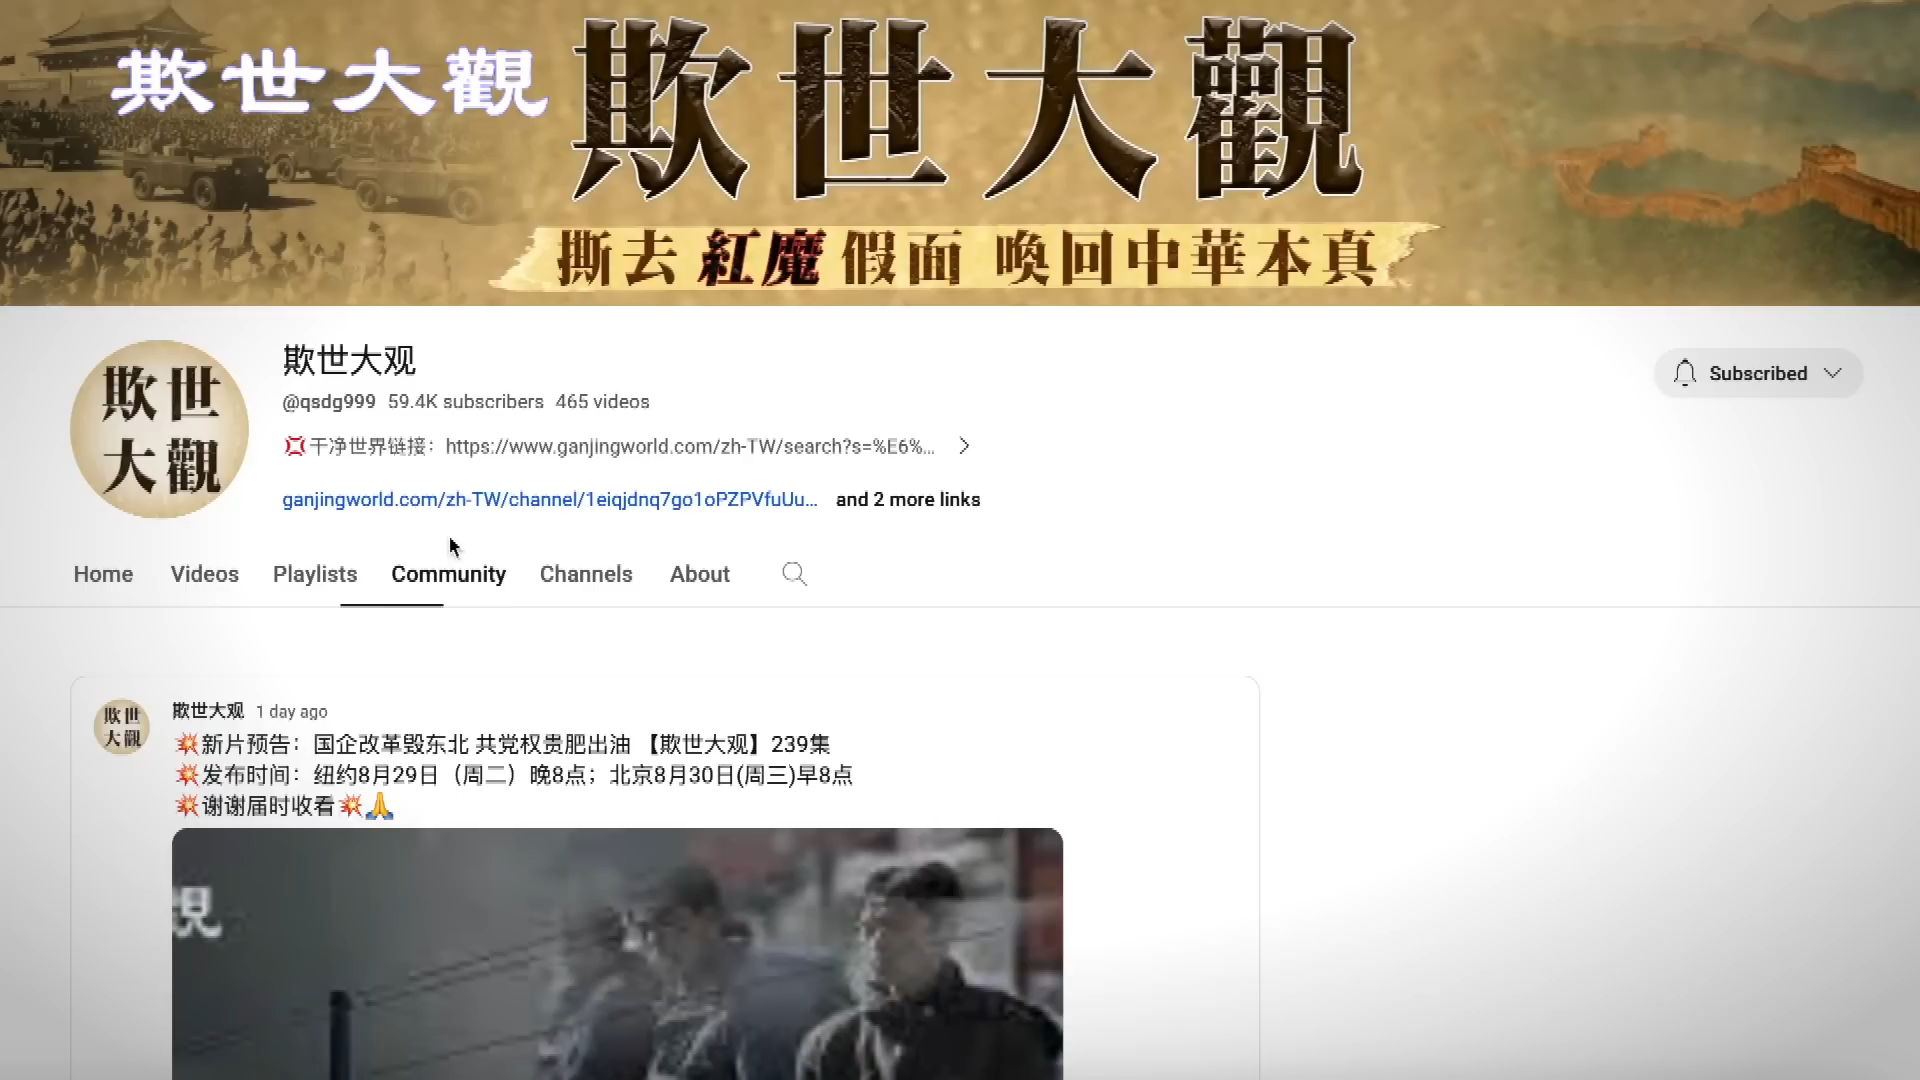 欺世大觀
欺世大觀
撕去紅魔假面 喚回中華本真
欺世
大觀
欺世大观
@qsdg999 59.4K subscribers 465 videos
💢干净世界链接：https://www.ganjingworld.com/zh-TW/search?s=%E6%...
ganjingworld.com/zh-TW/channel/1eiqjdnq7go1oPZPVfuUu... and 2 more links
Subscribed
Home Videos Playlists Community Channels About
欺世
大觀
欺世大观 1 day ago
💥新片预告：国企改革毁东北 共党权贵肥出油 【欺世大观】239集
💥发布时间：纽约8月29日（周二）晚8点；北京8月30日(周三)早8点
💥谢谢届时收看💥🙏